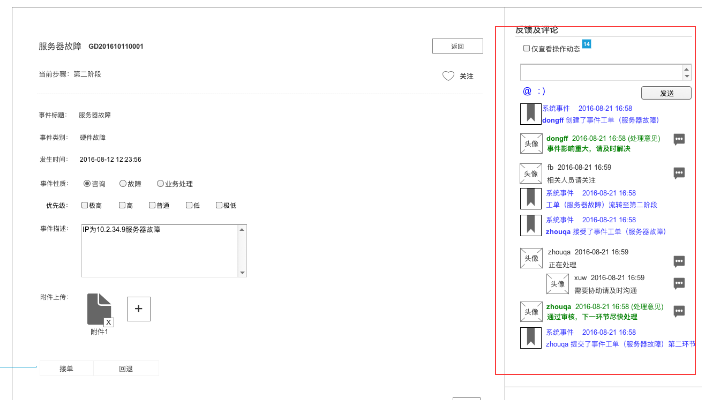 服务器故障 GD201610110001
返回
当前步骤：第二阶段
关注
事件标题： 服务器故障
事件类别： 硬件故障
发生时间： 2016-08-12 12:23:56
事件性质： 咨询 故障 业务处理
优先级： 极高 高 普通 低 极低
事件描述： IP为10.2.34.9服务器故障
附件上传：
X
+
附件1
接单 回退
反馈及评论
仅查看操作动态 14
@ :)
发送
系统事件 2016-08-21 16:58
dongff 创建了事件工单（服务器故障）
头像
dongff 2016-08-21 16:58 (处理意见)
事件影响重大，请及时解决
头像
fb 2016-08-21 16:59
相关人员请关注
系统事件 2016-08-21 16:58
工单（服务器故障）流转至第二阶段
系统事件 2016-08-21 16:58
zhouqa 接受了事件工单（服务器故障）
头像
zhouqa 2016-08-21 16:59
正在处理
头像
xuw 2016-08-21 16:59
需要协助请及时沟通
头像
zhouqa 2016-08-21 16:58 (处理意见)
通过审核，下一环节尽快处理
系统事件 2016-08-21 16:58
zhouqa 提交了事件工单（服务器故障）第二环节